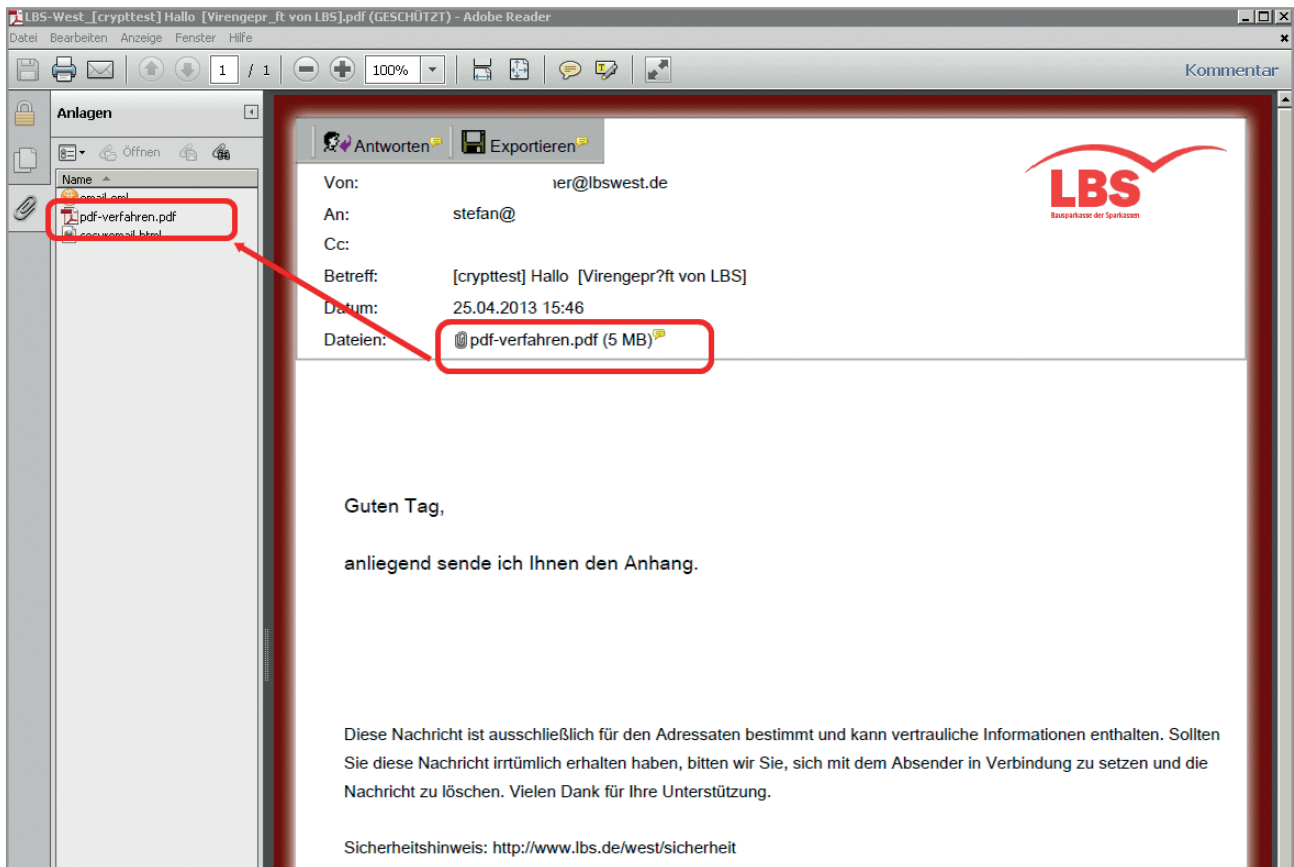 LBS-West_[crypttest] Hallo [Virengepr_ft von LBS].pdf (GESCHÜTZT) - Adobe Reader
Datei Bearbeiten Anzeige Fenster Hilfe
1 / 1 100% Kommentar
Anlagen
Öffnen
Name
email.eml
pdf-verfahren.pdf
securemail.html
Antworten Exportieren
LBS
Bausparkasse der Sparkassen
Von: ner@lbswest.de
An: stefan@
Cc:
Betreff: [crypttest] Hallo [Virengepr?ft von LBS]
Datum: 25.04.2013 15:46
Dateien: pdf-verfahren.pdf (5 MB)
Guten Tag,
anliegend sende ich Ihnen den Anhang.
Diese Nachricht ist ausschließlich für den Adressaten bestimmt und kann vertrauliche Informationen enthalten. Sollten
Sie diese Nachricht irrtümlich erhalten haben, bitten wir Sie, sich mit dem Absender in Verbindung zu setzen und die
Nachricht zu löschen. Vielen Dank für Ihre Unterstützung.
Sicherheitshinweis: http://www.lbs.de/west/sicherheit